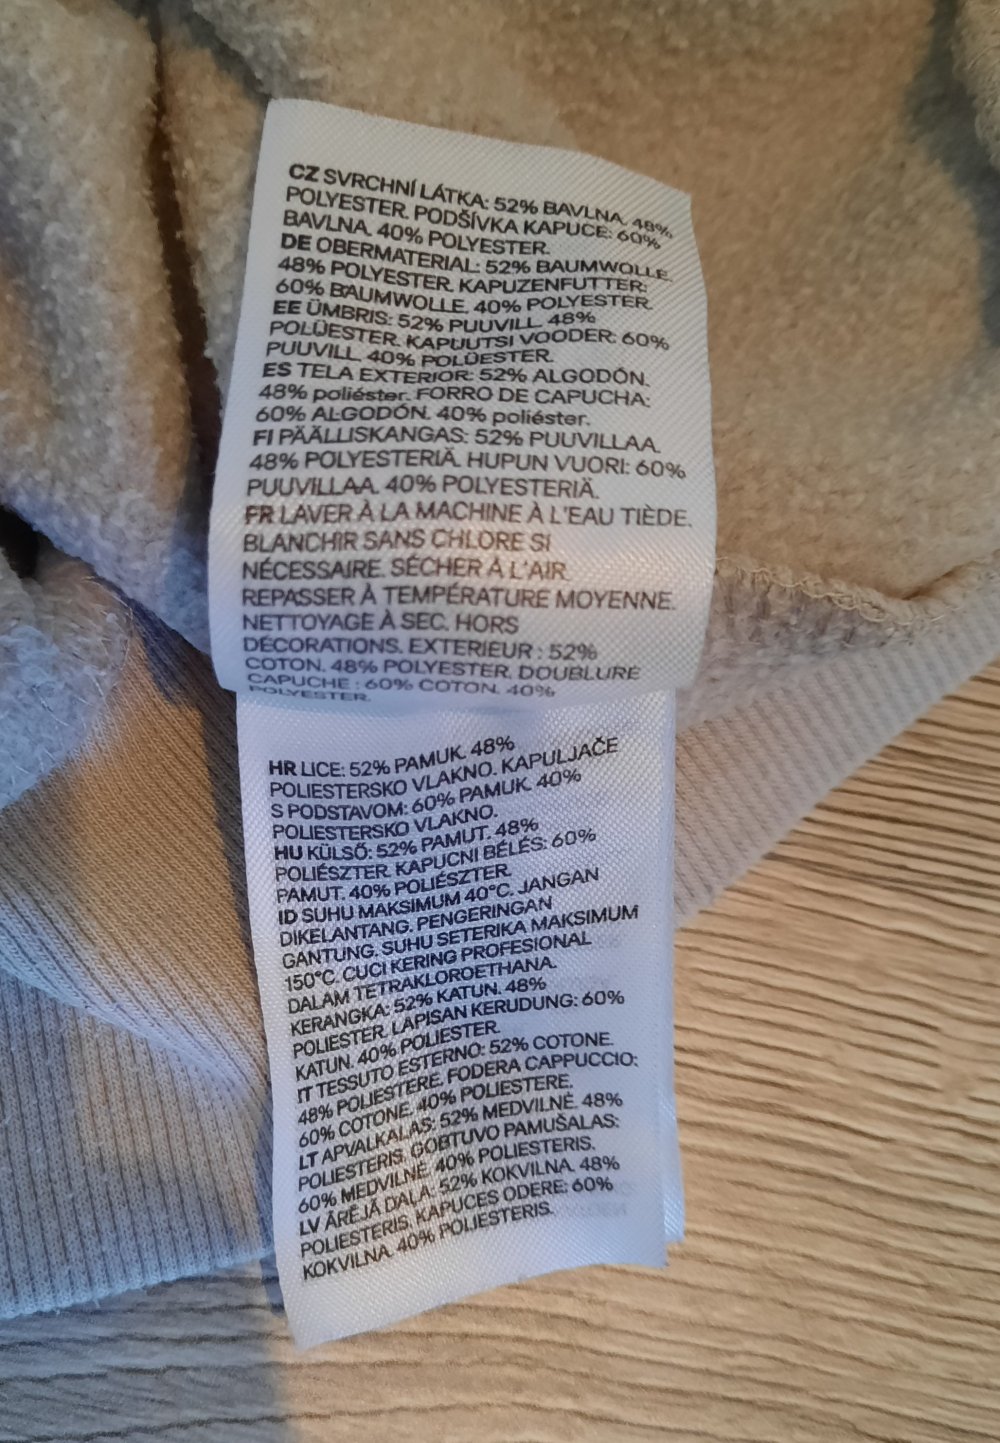 CZ SVRCHNÍ LÁTKA: 52% BAVLNA. 48%
POLYESTER. PODŠÍVKA KAPUCE: 60%
BAVLNA. 40% POLYESTER.
DE OBERMATERIAL: 52% BAUMWOLLE.
48% POLYESTER. KAPUZENFUTTER:
60% BAUMWOLLE. 40% POLYESTER.
EE ÜMBRIS: 52% PUUVILL. 48%
POLÜESTER. KAPUUTSI VOODER: 60%
PUUVILL. 40% POLÜESTER.
ES TELA EXTERIOR: 52% ALGODÓN.
48% poliéster. FORRO DE CAPUCHA:
60% ALGODÓN. 40% poliéster.
FI PÄÄLLISKANGAS: 52% PUUVILLAA.
48% POLYESTERIÄ. HUPUN VUORI: 60%
PUUVILLAA. 40% POLYESTERIÄ.
FR LAVER À LA MACHINE À L'EAU TIÈDE.
BLANCHIR SANS CHLORE SI
NÉCESSAIRE. SÉCHER À L'AIR.
REPASSER À TEMPÉRATURE MOYENNE.
NETTOYAGE À SEC. HORS
DÉCORATIONS. EXTERIEUR : 52%
COTON. 48% POLYESTER. DOUBLURE
CAPUCHE : 60% COTON. 40%
POLYESTER.
HR LICE: 52% PAMUK. 48%
POLIESTERSKO VLAKNO. KAPULJAČE
S PODSTAVOM: 60% PAMUK. 40%
POLIESTERSKO VLAKNO.
HU KÜLSŐ: 52% PAMUT. 48%
POLIÉSZTER. KAPUCNI BÉLÉS: 60%
PAMUT. 40% POLIÉSZTER.
ID SUHU MAKSIMUM 40°C. JANGAN
DIKELANTANG. PENGERINGAN
GANTUNG. SUHU SETERIKA MAKSIMUM
150°C. CUCI KERING PROFESIONAL
DALAM TETRAKLOROETHANA.
KERANGKA: 52% KATUN. 48%
POLIESTER. LAPISAN KERUDUNG: 60%
KATUN. 40% POLIESTER.
IT TESSUTO ESTERNO: 52% COTONE.
48% POLIESTERE. FODERA CAPPUCCIO:
60% COTONE. 40% POLIESTERE.
LT APVALKALAS: 52% MEDVILNĖ. 48%
POLIESTERIS. GOBTUVO PAMUŠALAS:
60% MEDVILNĖ. 40% POLIESTERIS.
LV ĀRĒJĀ DAĻA: 52% KOKVILNA. 48%
POLIESTERIS. KAPUCES ODERE: 60%
KOKVILNA. 40% POLIESTERIS.